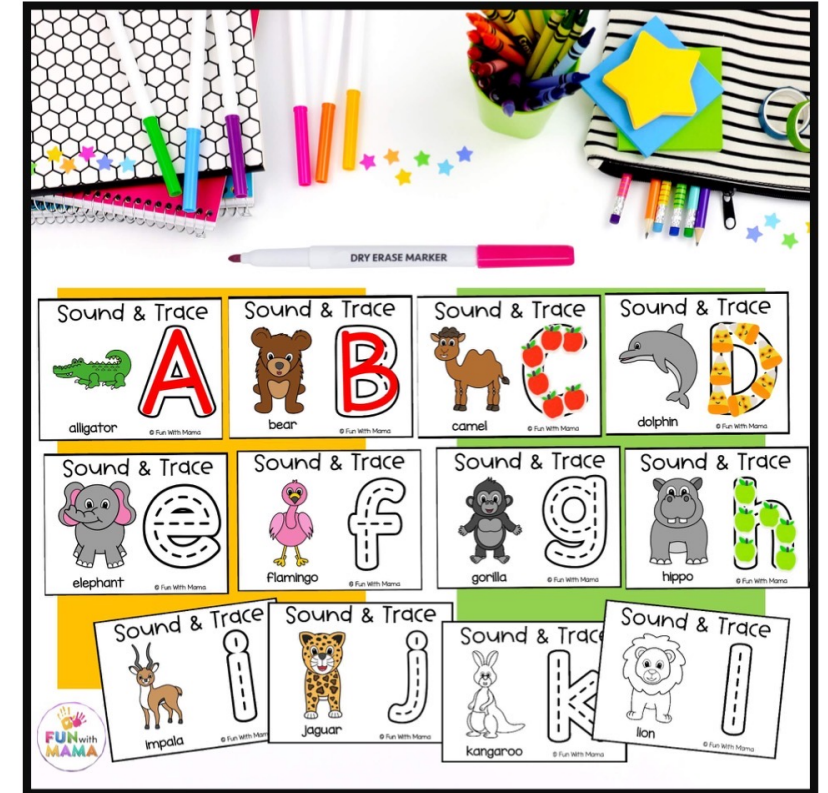 DRY ERASE MARKER
Sound & Trace
A
alligator
© Fun With Mama
Sound & Trace
B
bear
© Fun With Mama
Sound & Trace
C
camel
© Fun With Mama
Sound & Trace
D
dolphin
© Fun With Mama
Sound & Trace
e
elephant
© Fun With Mama
Sound & Trace
f
flamingo
© Fun With Mama
Sound & Trace
g
gorilla
© Fun With Mama
Sound & Trace
h
hippo
© Fun With Mama
Sound & Trace
i
impala
© Fun With Mam
Sound & Trace
j
jaguar
Sound & Trac
k
kangaroo
© Fun With Mama
Sound & Trace
l
lion
© Fun With Mama
FUN with
MAMA